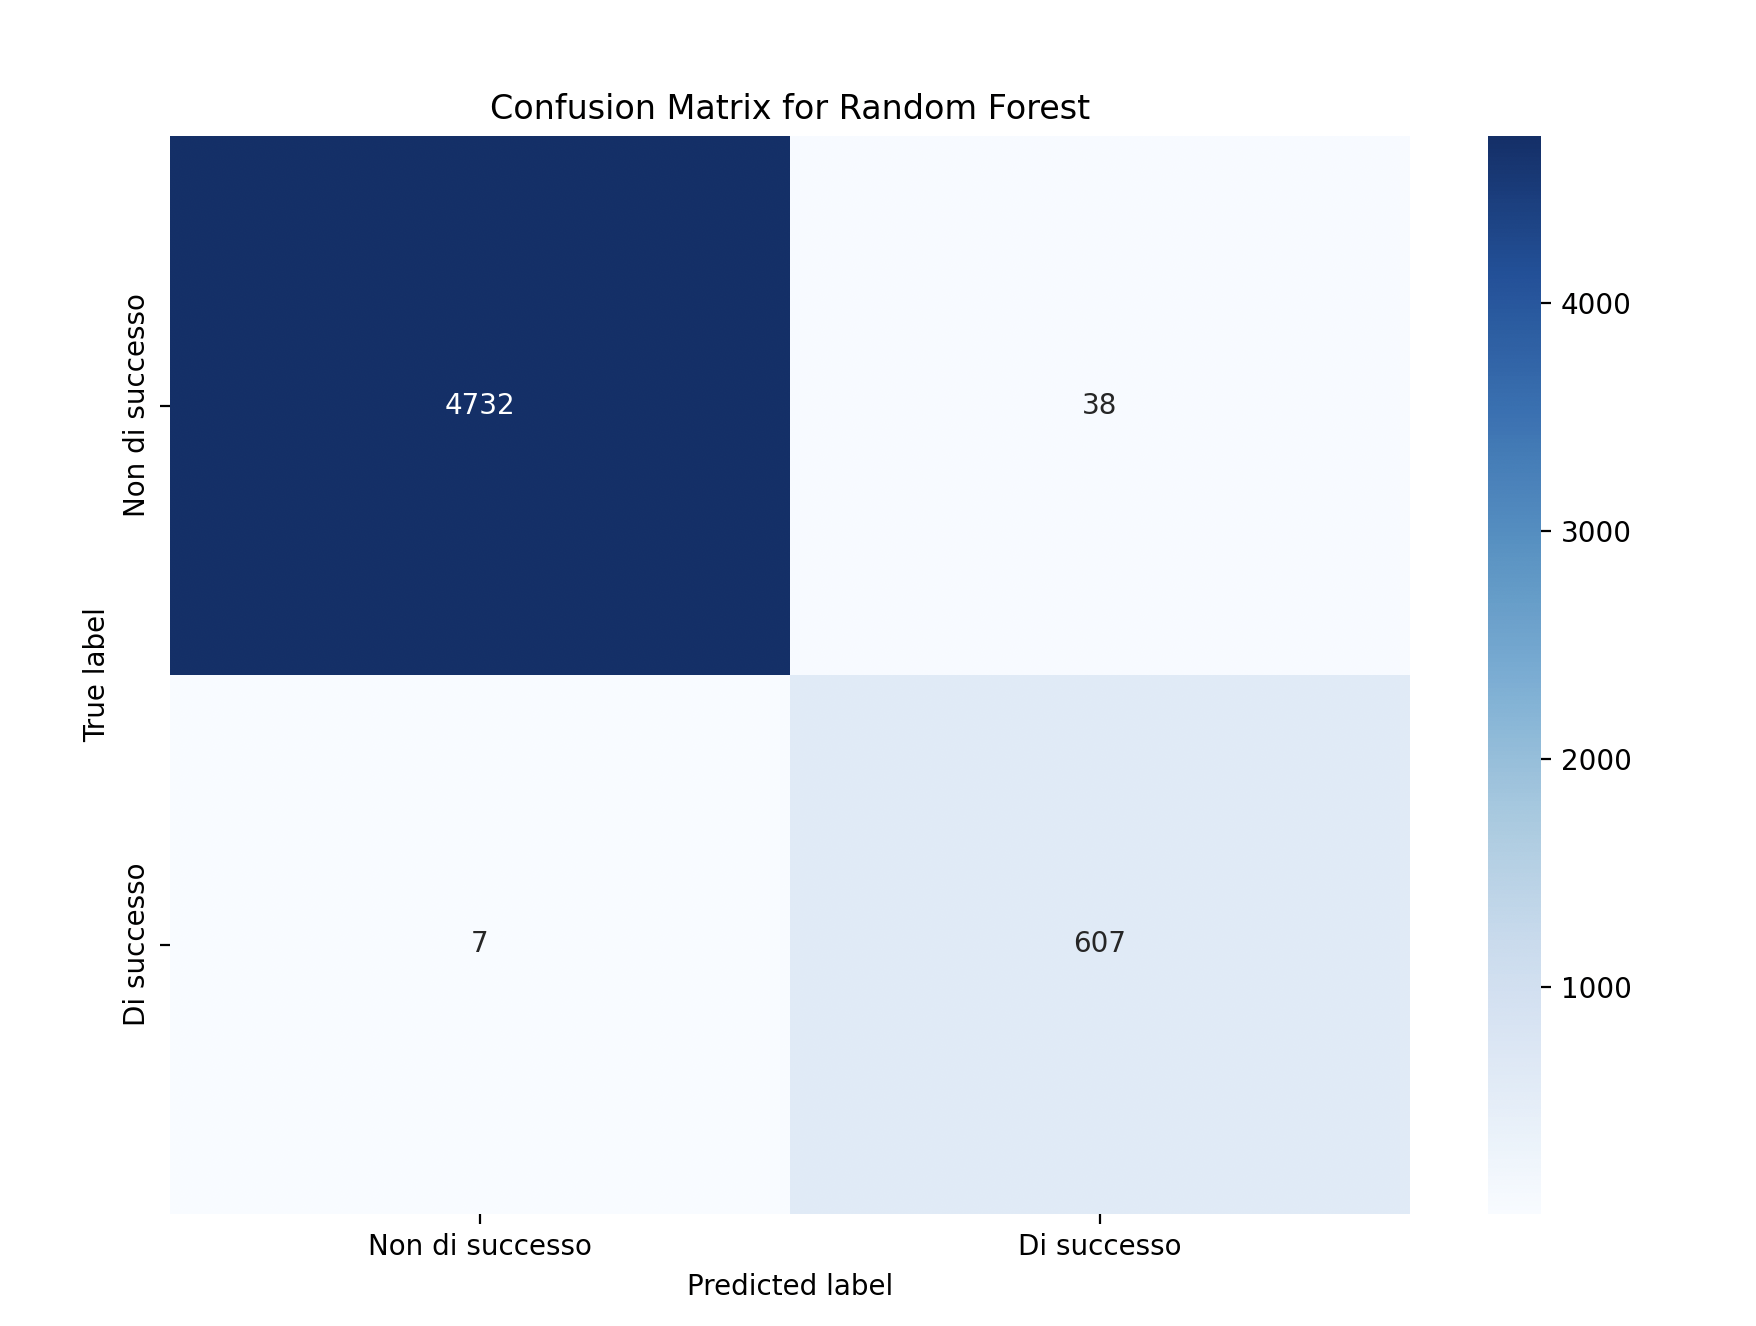 Confusion Matrix for Random Forest
True label
Non di successo
Di successo
4732
38
7
607
Non di successo
Di successo
Predicted label
4000
3000
2000
1000